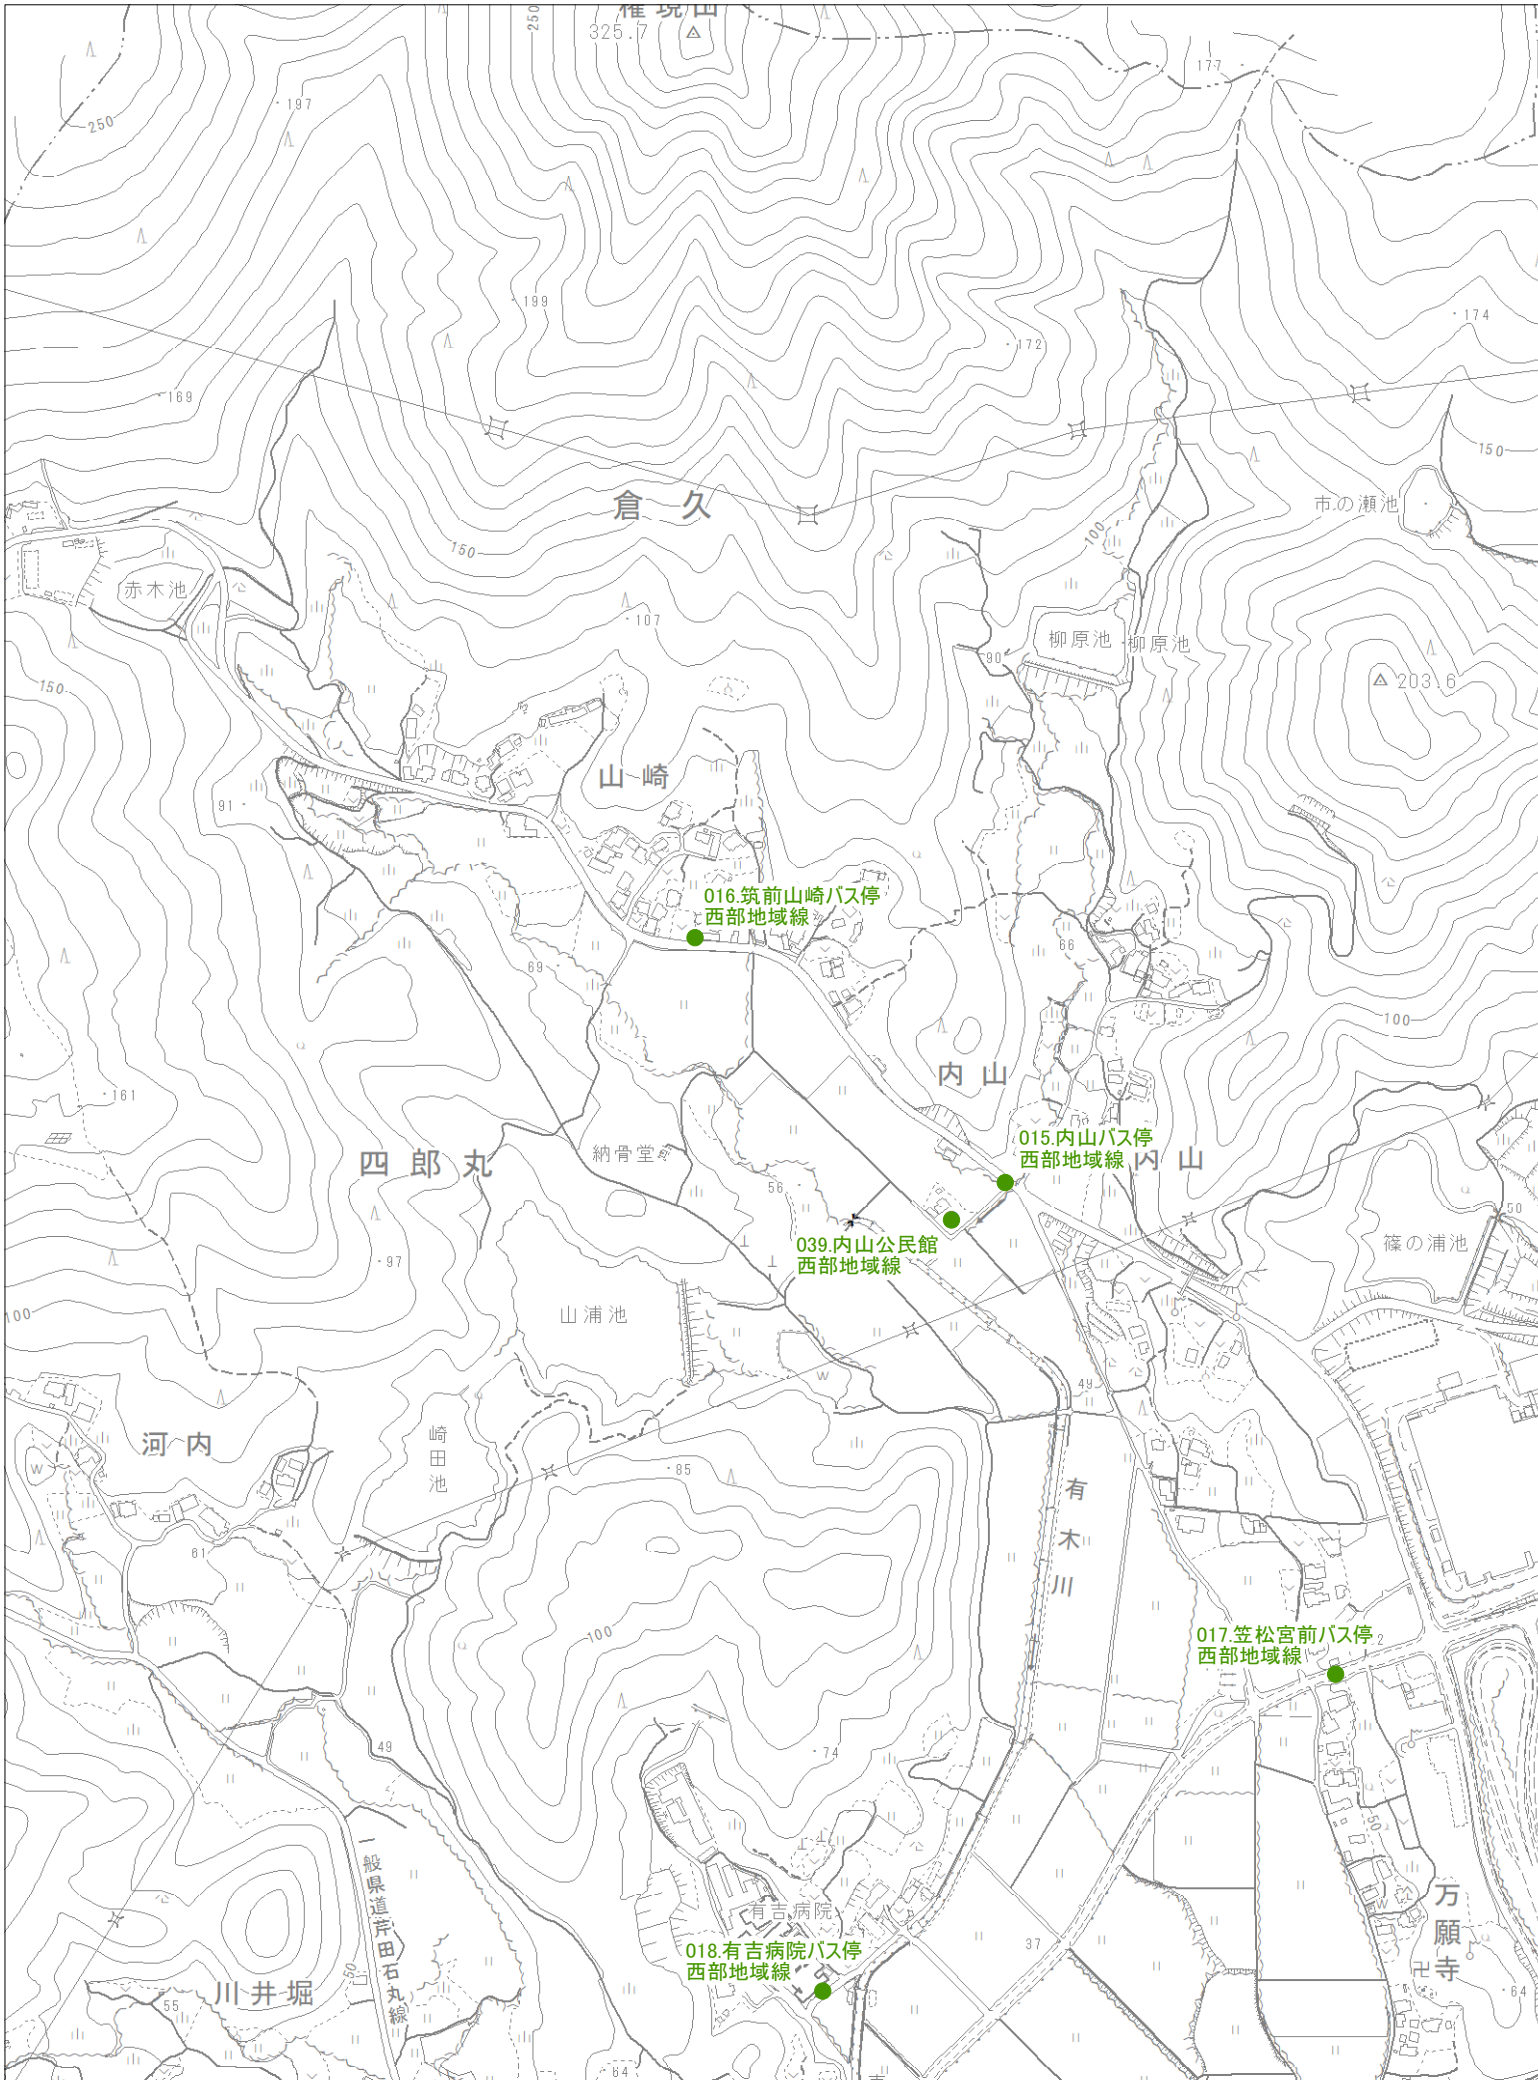 権現山
325.7
250
177
197
250
199
174
172
169
150
市の瀬池
倉久
100
150
赤木池
107
柳原池
柳原池
90
150
203.6
山崎
91
016.筑前山崎バス停
西部地域線
66
69
100
内山
161
015.内山バス停
西部地域線
内山
納骨堂
四郎丸
56
50
039.内山公民館
西部地域線
篠の浦池
97
100
山浦池
49
河内
崎田池
85
有木川
61
100
017.笠松宮前バス停
西部地域線
2
49
74
50
一般県道芹田石丸線
有吉病院
万願寺
37
018.有吉病院バス停
西部地域線
50
川井堀
55
64
64